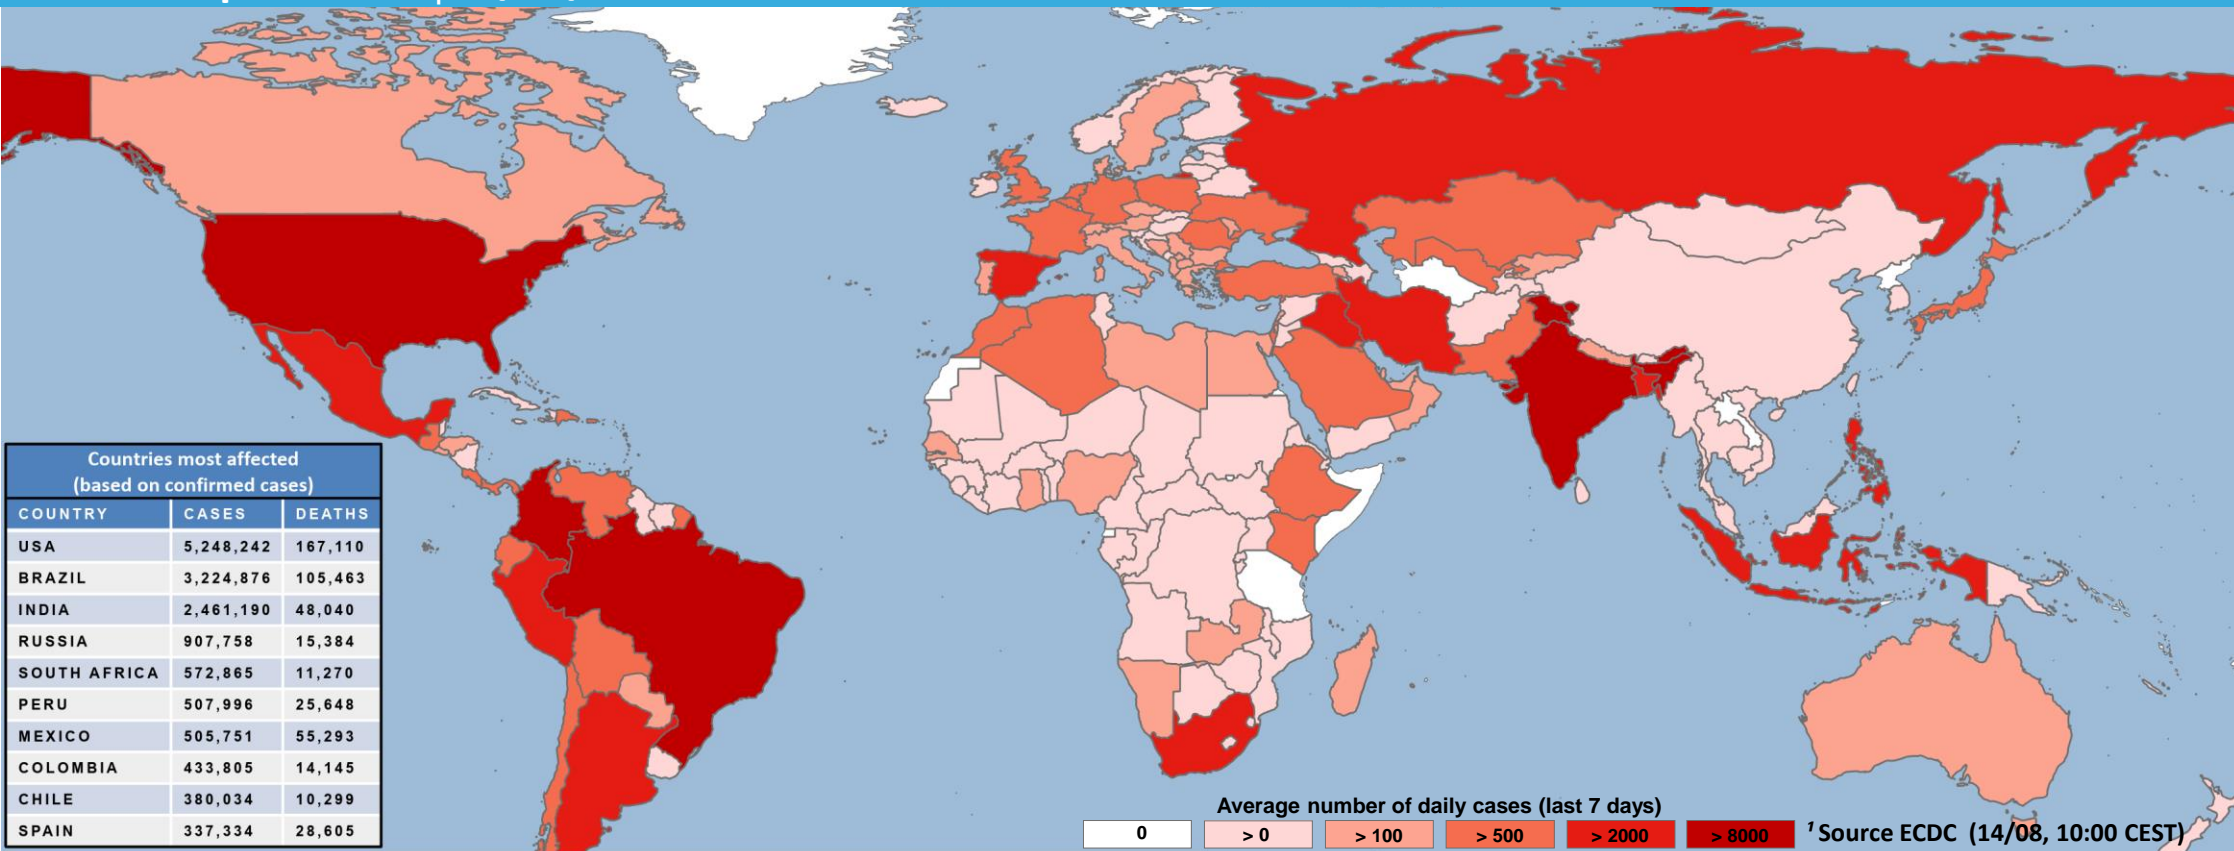 Countries most affected
(based on confirmed cases)
COUNTRY CASES DEATHS
USA 5,248,242 167,110
BRAZIL 3,224,876 105,463
INDIA 2,461,190 48,040
RUSSIA 907,758 15,384
SOUTH AFRICA 572,865 11,270
PERU 507,996 25,648
MEXICO 505,751 55,293
COLOMBIA 433,805 14,145
CHILE 380,034 10,299
SPAIN 337,334 28,605
Average number of daily cases (last 7 days)
0 > 0 > 100 > 500 > 2000 > 8000
¹ Source ECDC (14/08, 10:00 CEST)